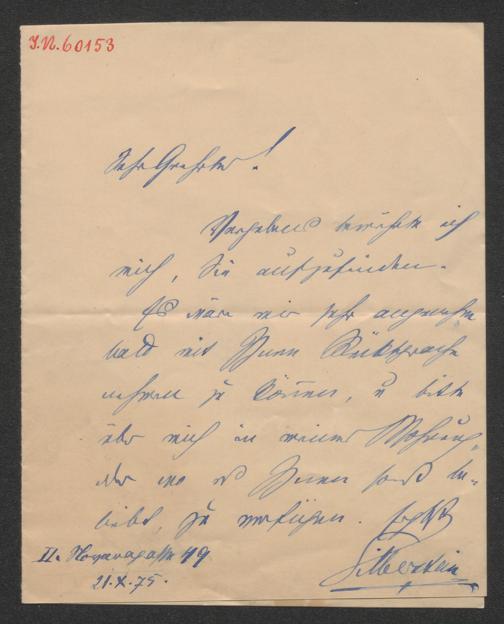 I.N. 60153
Sehr Geehrter!
Vergebens bemühte ich
mich, Sie aufzufinden.
Es wäre mir sehr angenehm
bald mit Ihnen Rücksprache
nehmen zu können, u bitte
über mich in meiner Wohnung,
oder wo es Ihnen sonst be-
liebt, zu verfügen.
Silberstein
II. 49
21.X.75.